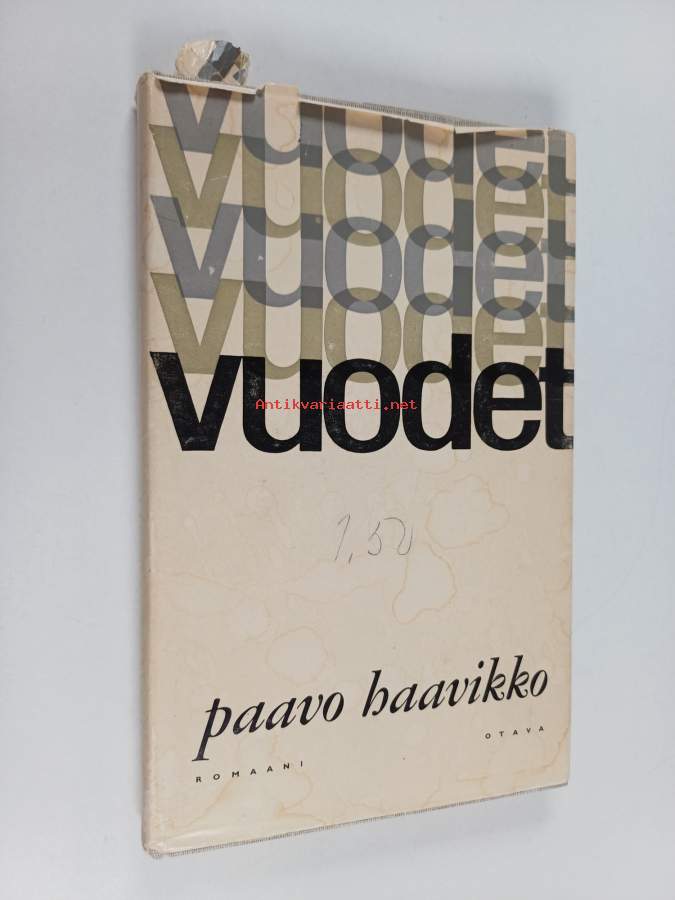 vuodet
vuodet
vuodet
vuodet
vuodet
Antikvariaatti.net
1,50
paavo haavikko
ROMAANI
OTAVA